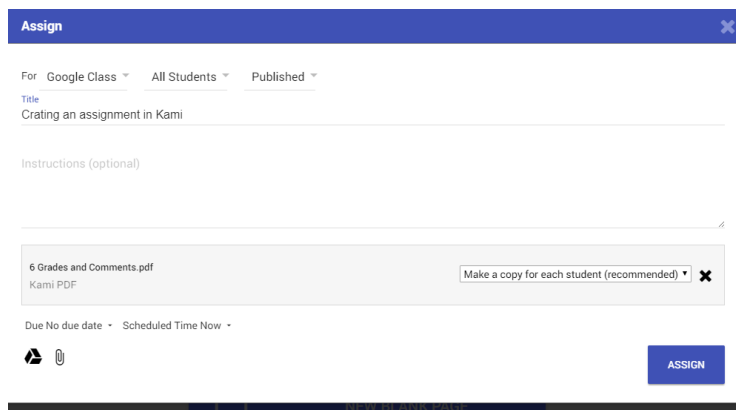 Assign
For Google Class All Students Published
Title
Crating an assignment in Kami
Instructions (optional)
6 Grades and Comments.pdf
Kami PDF
Make a copy for each student (recommended)
Due No due date Scheduled Time Now
ASSIGN
NEW BLANK PAGE